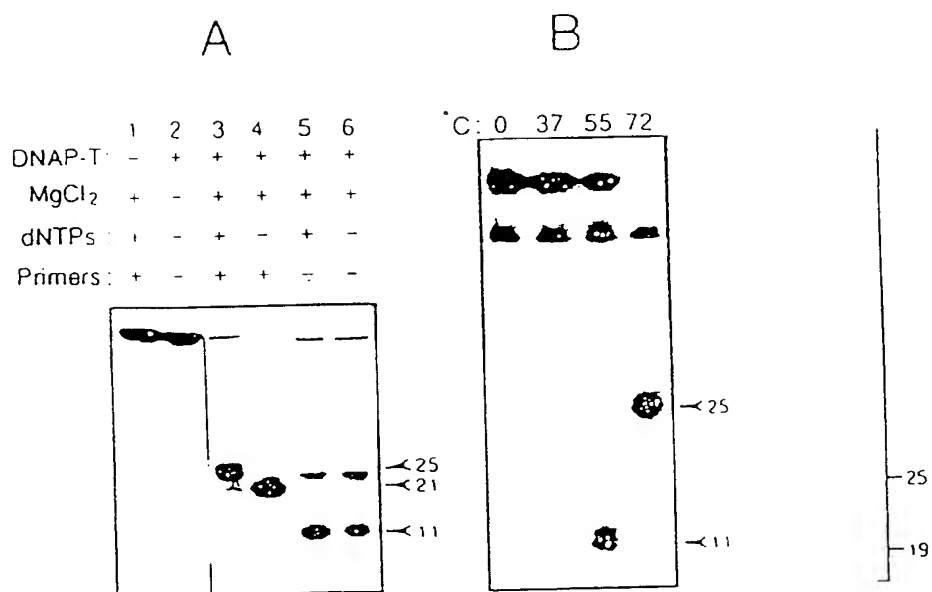 A
B
1 2 3 4 5 6
DNAP-T: - + + + + +
MgCl2 + - + + + +
dNTPs: + - + - + -
Primers: + - + + - -
°C: 0 37 55 72
25
21
11
25
11
25
19